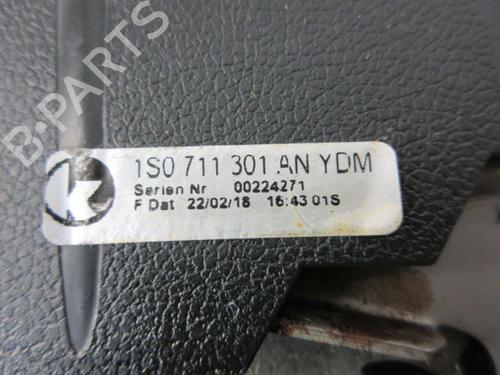 B-PARTS
1S0 711 301 AN YDM
Serien Nr 00224271
F Dat 22/02/18 16:43 01S
K